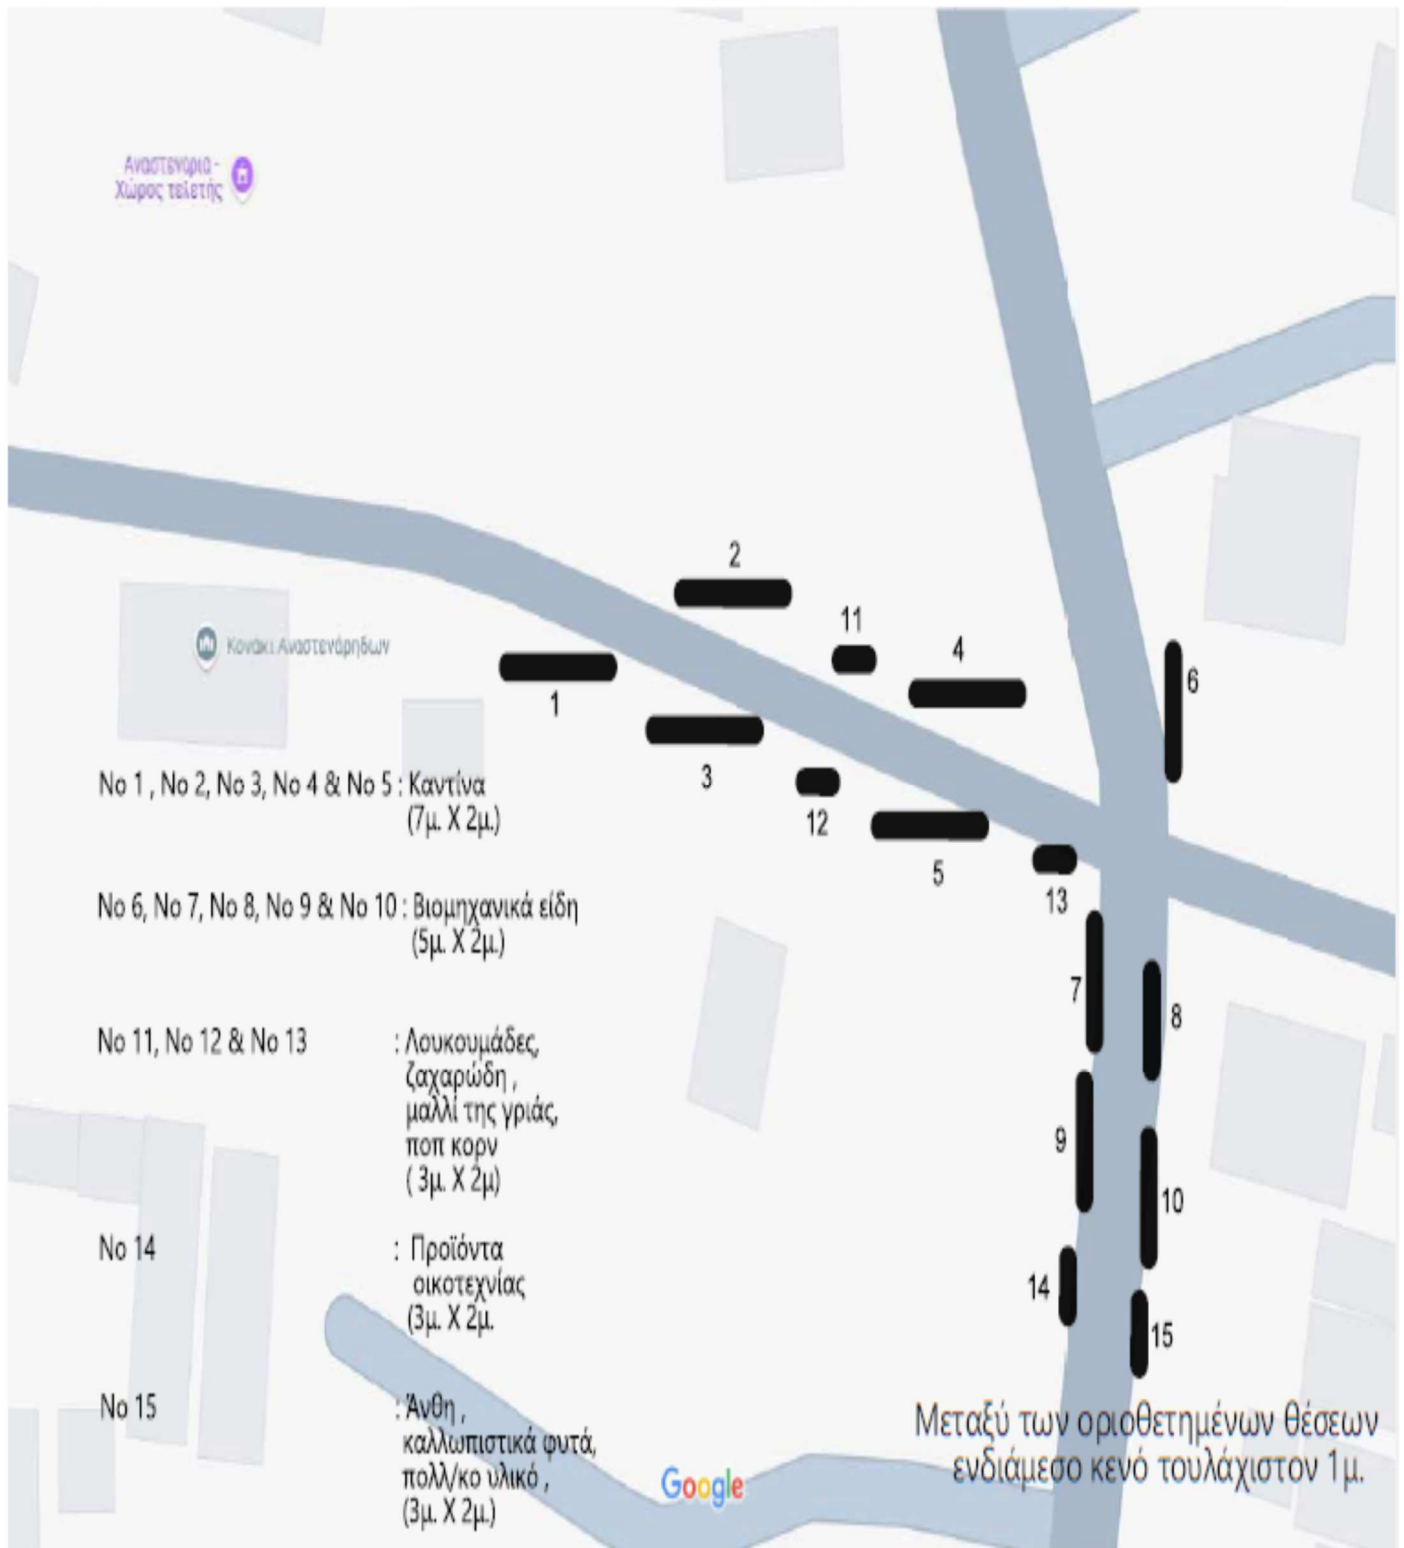 Αναστενάρια -
Χώρος τελετής
2
11
4
6
Κονάκι Αναστενάρηδων
1
3
12
5
13
No 1 , No 2, No 3, No 4 & No 5 : Καντίνα
(7μ. Χ 2μ.)
No 6, No 7, No 8, No 9 & No 10 : Βιομηχανικά είδη
(5μ. Χ 2μ.)
7
8
No 11, No 12 & No 13 : Λουκουμάδες,
ζαχαρώδη ,
μαλλί της γριάς,
ποπ κορν
( 3μ. Χ 2μ)
9
10
No 14 : Προϊόντα
οικοτεχνίας
(3μ. Χ 2μ.
14
15
No 15 : Άνθη ,
καλλωπιστικά φυτά,
πολλ/κο υλικό ,
(3μ. Χ 2μ.)
Μεταξύ των οριοθετημένων θέσεων
ενδιάμεσο κενό τουλάχιστον 1μ.
Google